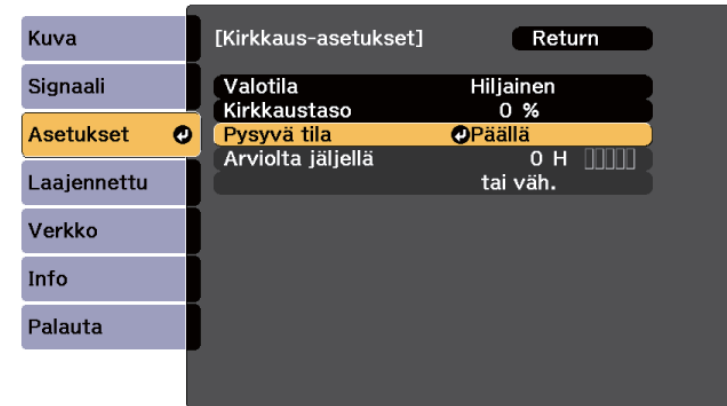 Kuva
Signaali
Asetukset
Laajennettu
Verkko
Info
Palauta
[Kirkkaus-asetukset] Return
Valotila Hiljainen
Kirkkaustaso 0 %
Pysyvä tila Päällä
Arviolta jäljellä 0 H
tai väh.